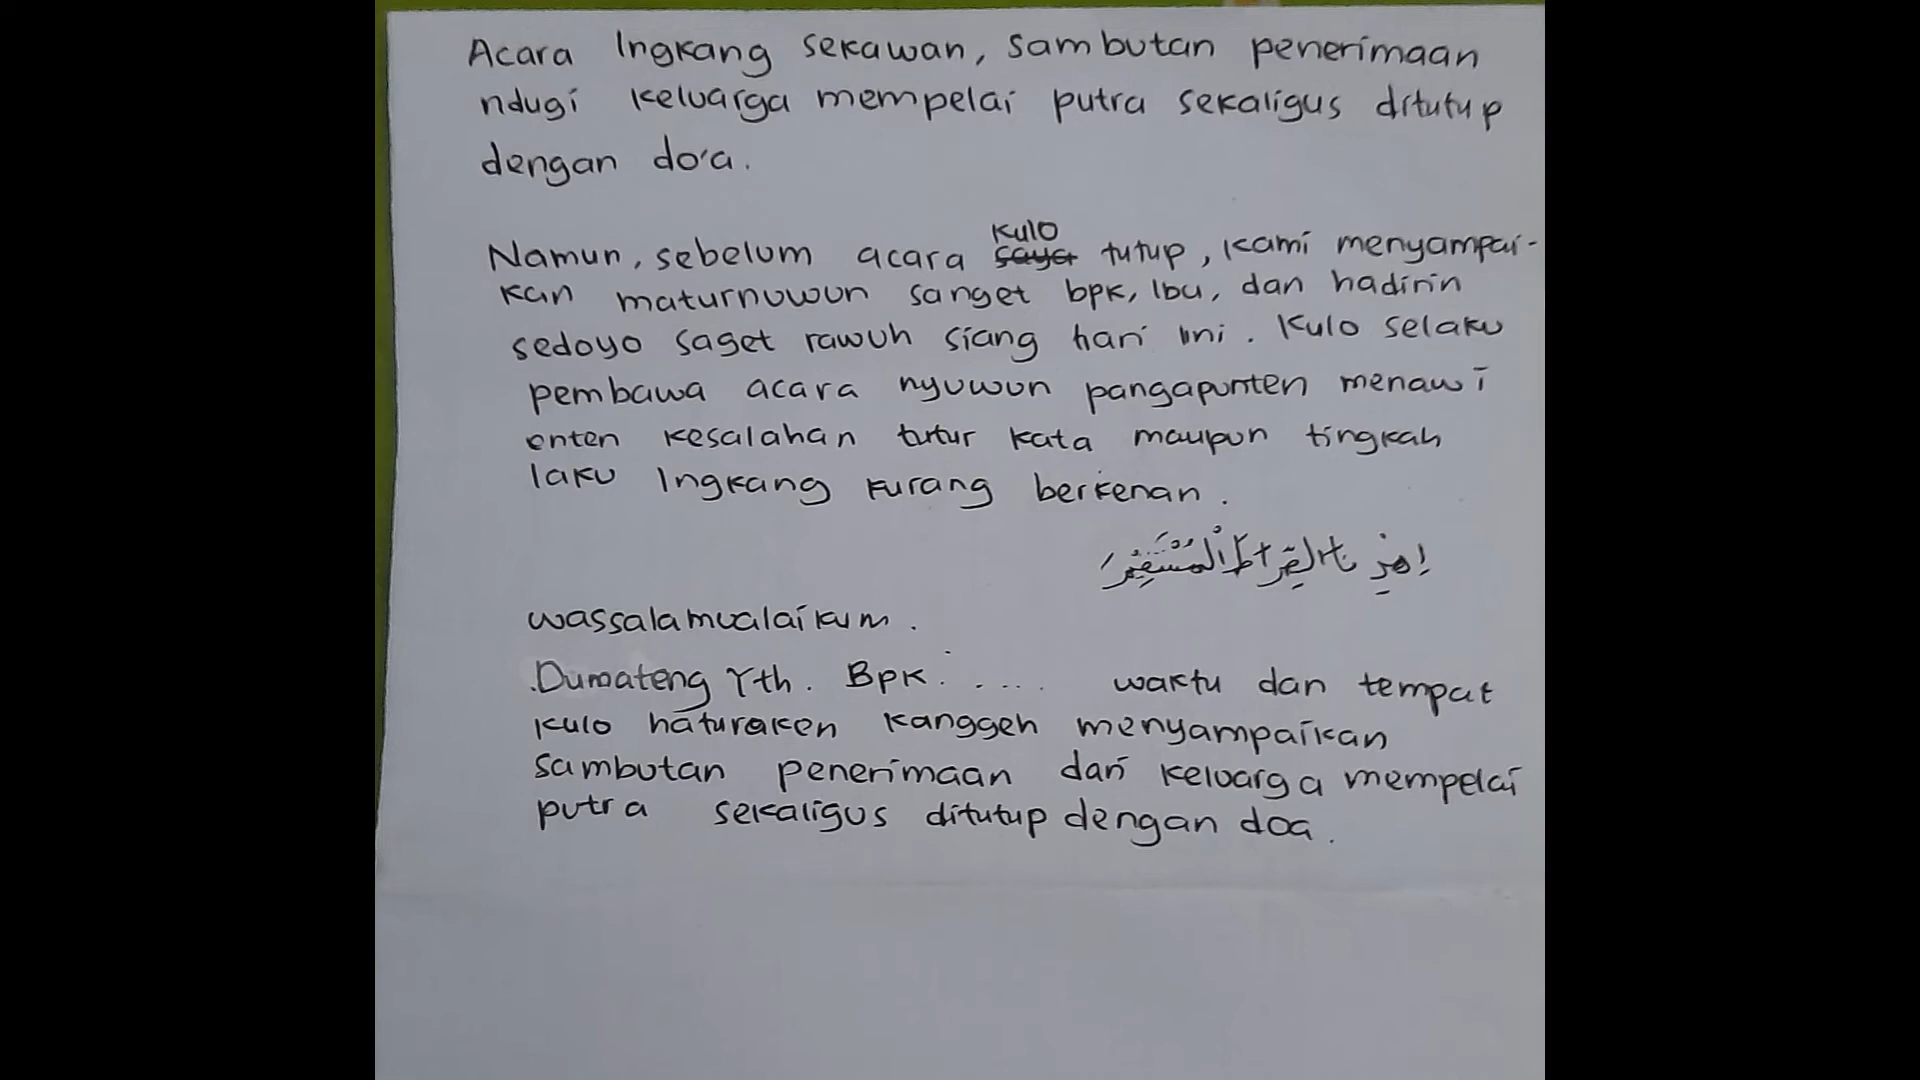 Acara Ingkang sekawan, sambutan penerimaan
ndugi keluarga mempelai putra sekaligus ditutup
dengan do'a.
Namun, sebelum acara kulo saya tutup, kami menyampai-
kan maturnuwun sanget bpk, Ibu, dan hadirin
sedoyo saget rawuh siang hari ini. Kulo selaku
pembawa acara nyuwun pangapunten menawi
enten kesalahan tutur kata maupun tingkah
laku Ingkang kurang berkenan.
اهدنا الصراط المستقيم
wassalamualaikum.
Dumateng Yth. Bpk. .... waktu dan tempat
kulo haturaken kanggeh menyampaikan
sambutan penerimaan dari keluarga mempelai
putra sekaligus ditutup dengan doa.